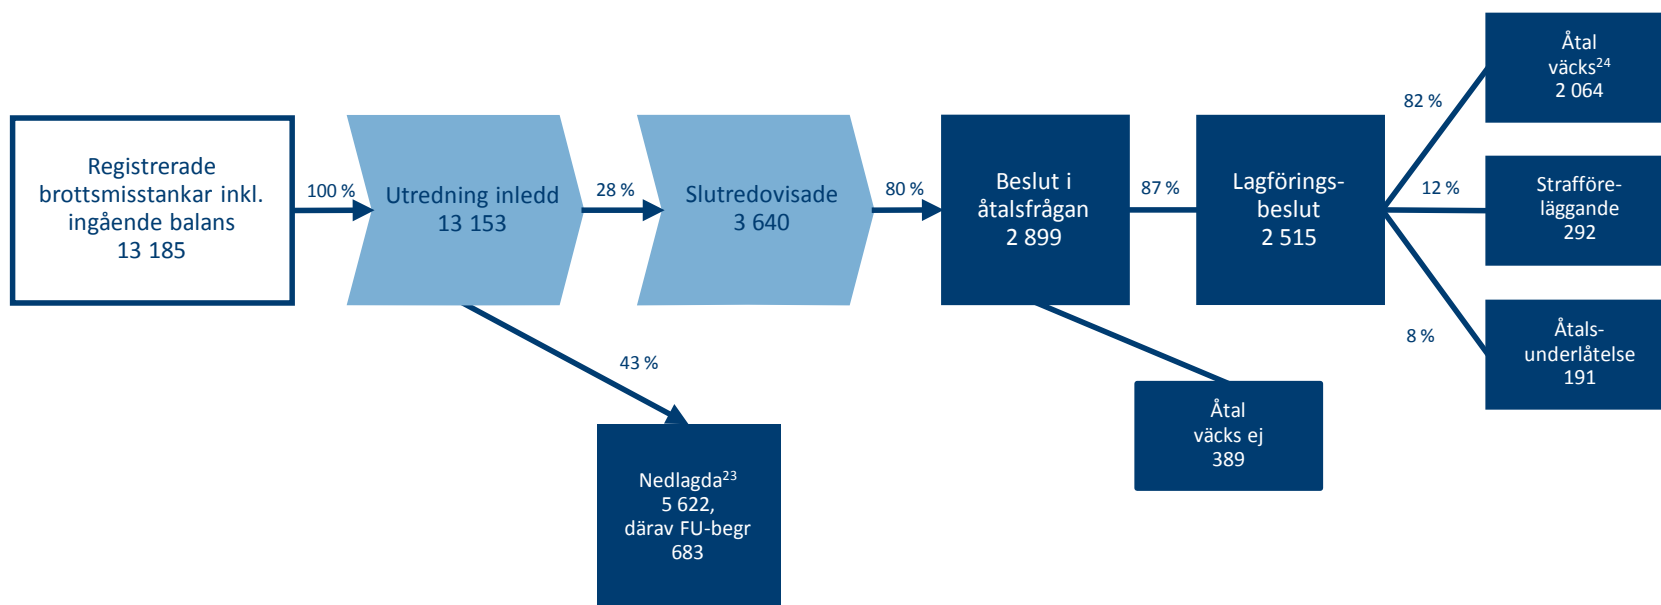 Registrerade
brottsmisstankar inkl.
ingående balans
13 185
100 %
Utredning inledd
13 153
28 %
Slutredovisade
3 640
80 %
Beslut i
åtalsfrågan
2 899
87 %
Lagförings-
beslut
2 515
82 %
Åtal
väcks24
2 064
12 %
Strafföre-
läggande
292
8 %
Åtals-
underlåtelse
191
43 %
Nedlagda23
5 622,
därav FU-begr
683
Åtal
väcks ej
389